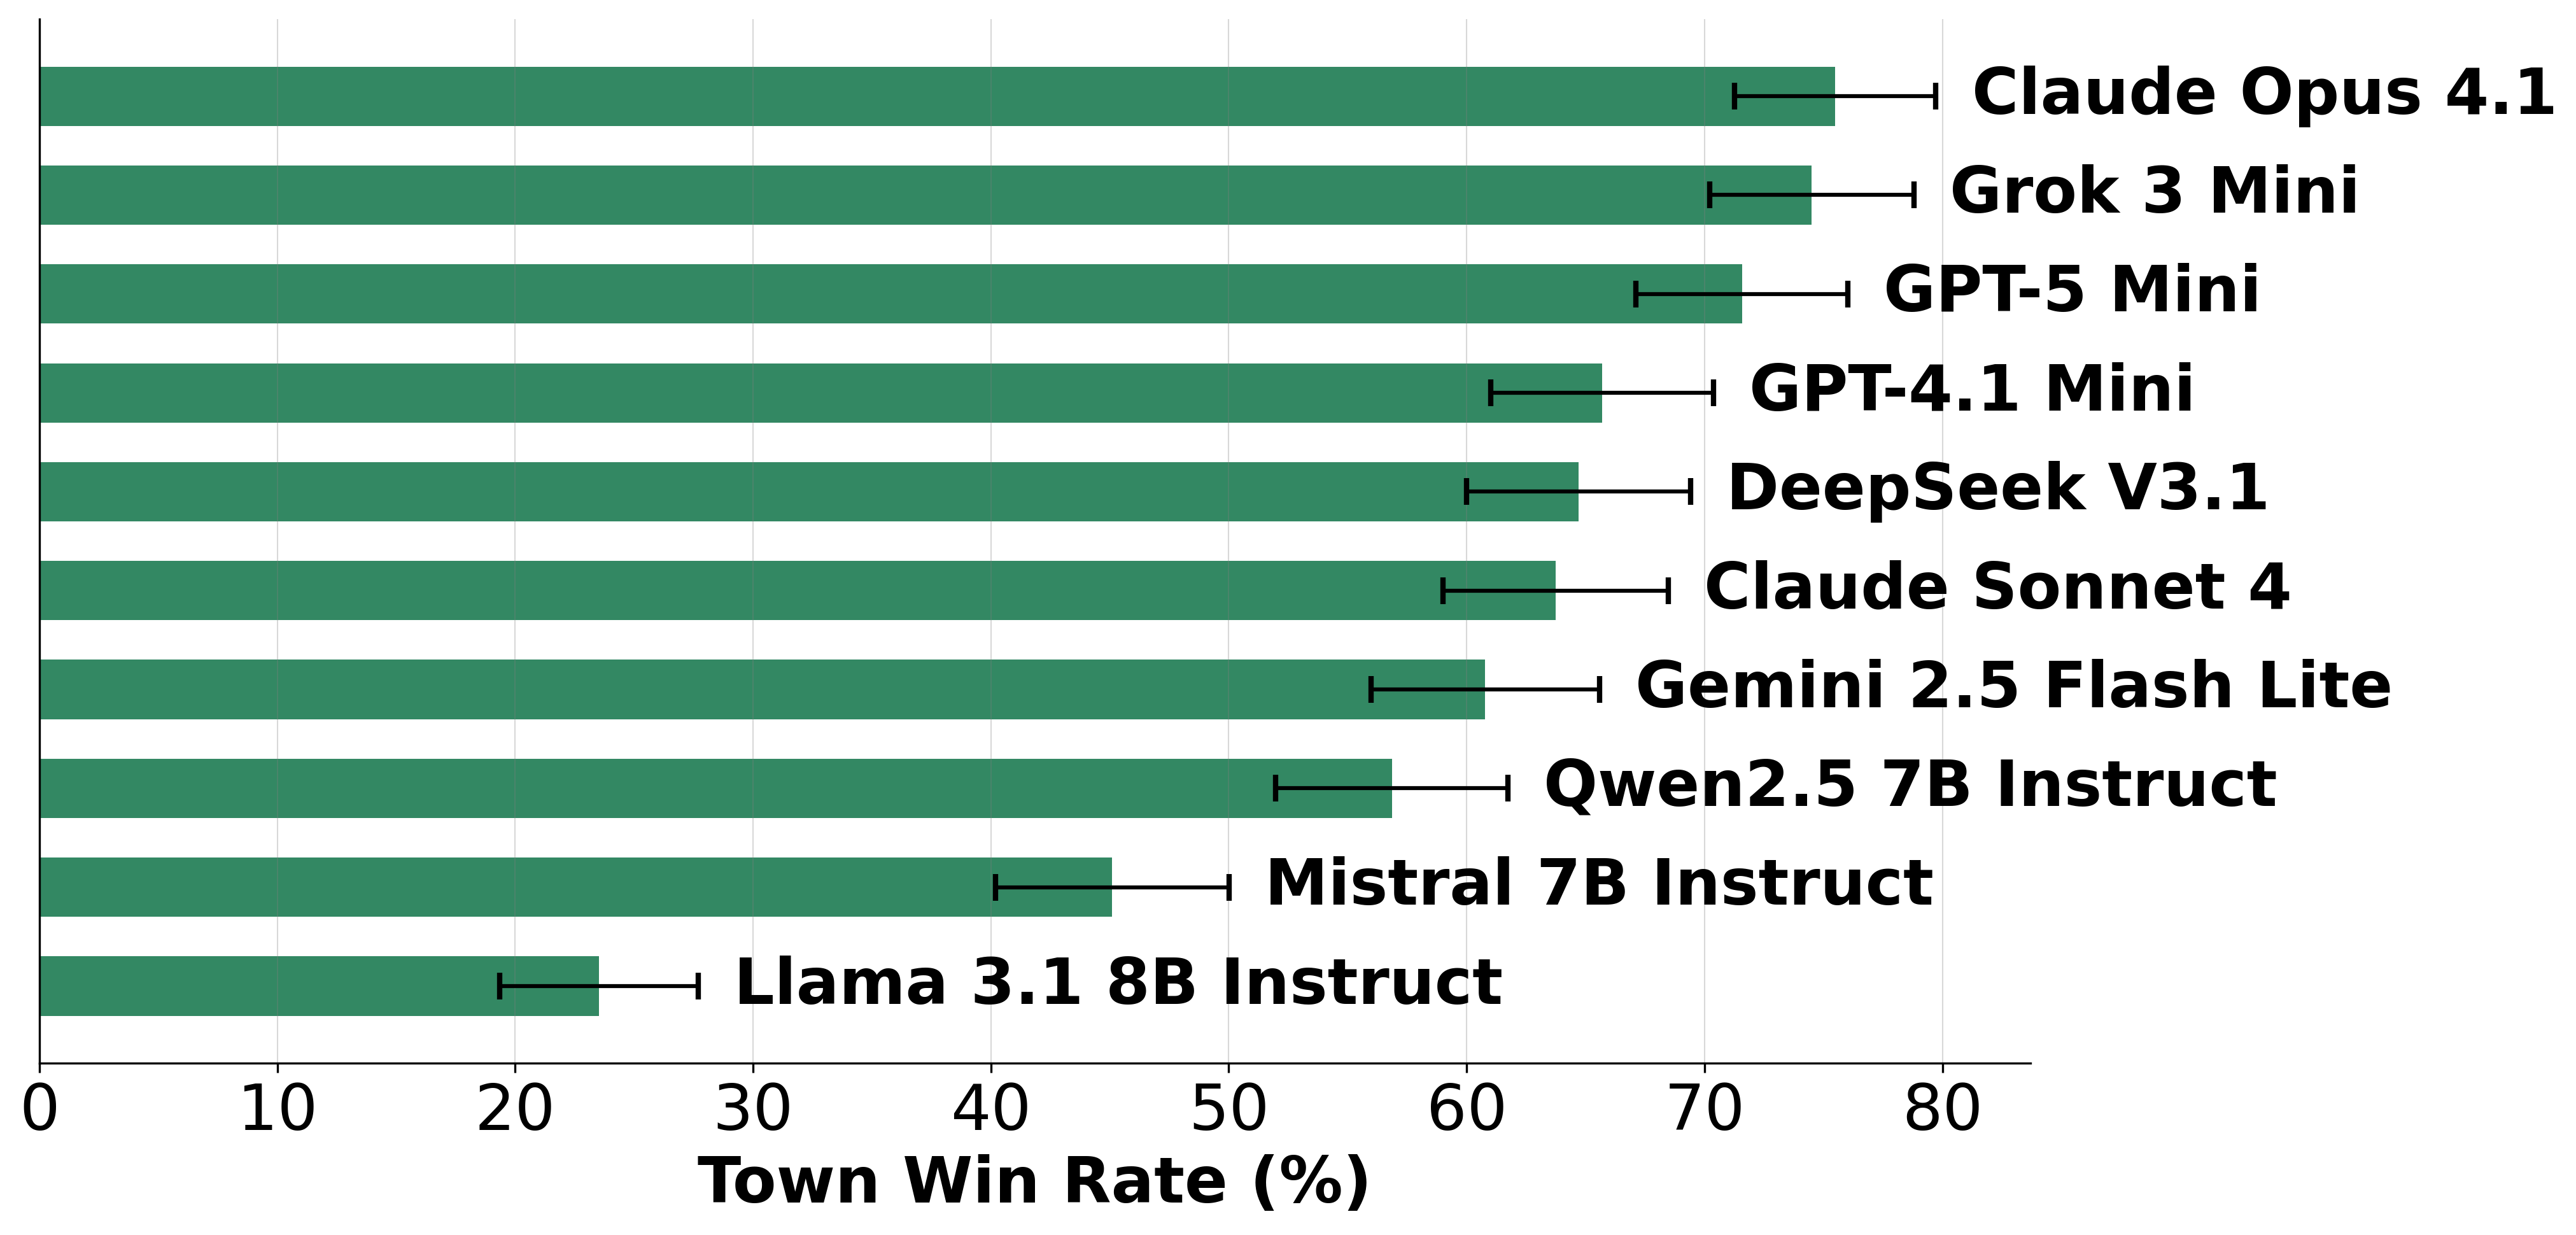 Claude Opus 4.1
Grok 3 Mini
GPT-5 Mini
GPT-4.1 Mini
DeepSeek V3.1
Claude Sonnet 4
Gemini 2.5 Flash Lite
Qwen2.5 7B Instruct
Mistral 7B Instruct
Llama 3.1 8B Instruct
0 10 20 30 40 50 60 70 80
Town Win Rate (%)